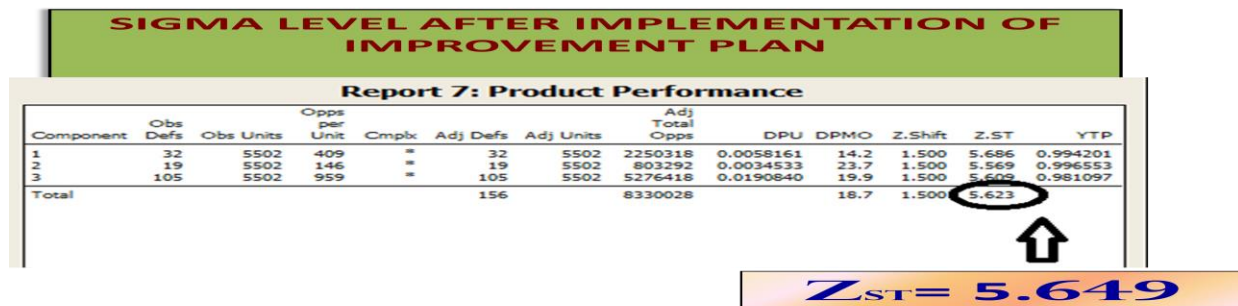 SIGMA LEVEL AFTER IMPLEMENTATION OF
IMPROVEMENT PLAN
Report 7: Product Performance
Component Obs Defs Obs Units Opps per Unit Cmplx Adj Defs Adj Units Adj Total Opps DPU DPMO Z.Shift Z.ST YTP
1 32 5502 409 * 32 5502 2250318 0.0058161 14.2 1.500 5.686 0.994201
2 19 5502 146 * 19 5502 803292 0.0034533 23.7 1.500 5.569 0.996553
3 105 5502 959 * 105 5502 5276418 0.0190840 19.9 1.500 5.609 0.981097
Total 156 8330028 18.7 1.500 5.623
ZST= 5.649